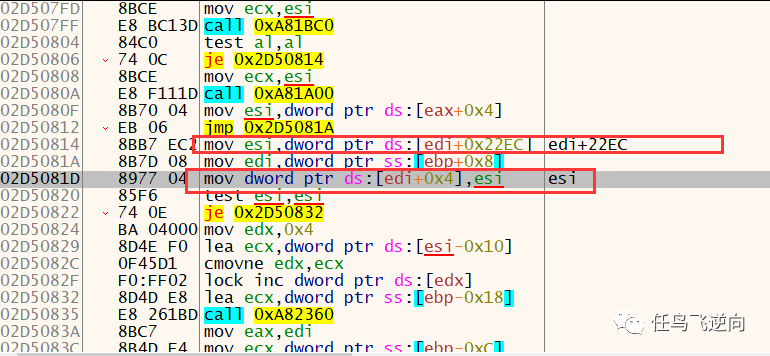 02D507FD 8BCE mov ecx,esi
02D507FF E8 BC13D call 0xA81BC0
02D50804 84C0 test al,al
02D50806 74 0C je 0x2D50814
02D50808 8BCE mov ecx,esi
02D5080A E8 F111D call 0xA81A00
02D5080F 8B70 04 mov esi,dword ptr ds:[eax+0x4]
02D50812 EB 06 jmp 0x2D5081A
02D50814 8BB7 EC2 mov esi,dword ptr ds:[edi+0x22EC] edi+22EC
02D5081A 8B7D 08 mov edi,dword ptr ss:[ebp+0x8]
02D5081D 8977 04 mov dword ptr ds:[edi+0x4],esi esi
02D50820 85F6 test esi,esi
02D50822 74 0E je 0x2D50832
02D50824 BA 04000 mov edx,0x4
02D50829 8D4E F0 lea ecx,dword ptr ds:[esi-0x10]
02D5082C 0F45D1 cmovne edx,ecx
02D5082F F0:FF02 lock inc dword ptr ds:[edx]
02D50832 8D4D E8 lea ecx,dword ptr ss:[ebp-0x18]
02D50835 E8 261BD call 0xA82360
02D5083A 8BC7 mov eax,edi
02D5083C 8B4D F4 mov ecx,dword ptr ss:[ebp-0xC]
任鸟飞逆向